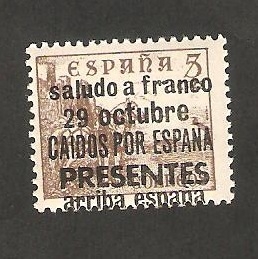 ESPAÑA 5
saludo a franco
29 octubre.
CAIDOS POR ESPAÑA
PRESENTES
arriba españa